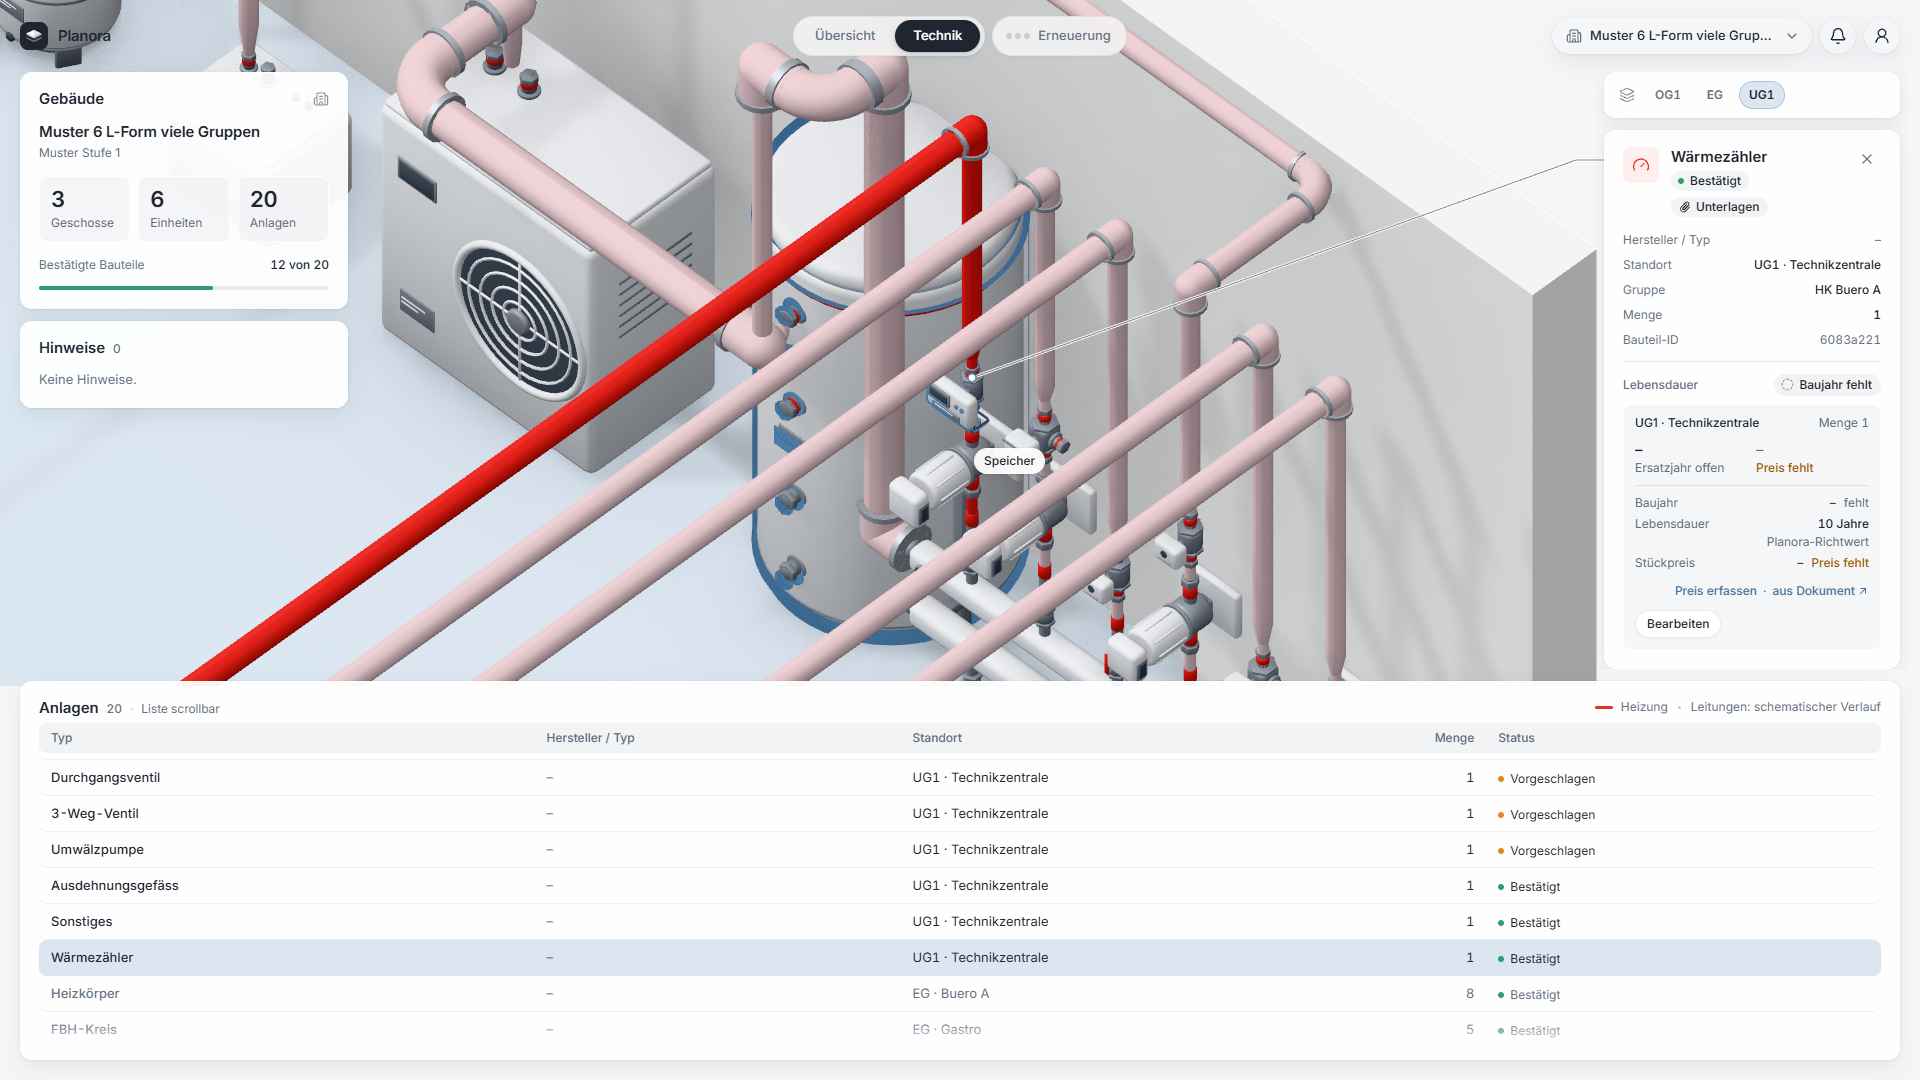 Planora
Übersicht
Technik
Erneuerung
Muster 6 L-Form viele Grup...
Gebäude
Muster 6 L-Form viele Gruppen
Muster Stufe 1
3
Geschosse
6
Einheiten
20
Anlagen
Bestätigte Bauteile 12 von 20
Hinweise 0
Keine Hinweise.
Speicher
OG1 EG UG1
Wärmezähler
Bestätigt
Unterlagen
Hersteller / Typ –
Standort UG1 · Technikzentrale
Gruppe HK Buero A
Menge 1
Bauteil-ID 6083a221
Lebensdauer Baujahr fehlt
UG1 · Technikzentrale Menge 1
– –
Ersatzjahr offen Preis fehlt
Baujahr – fehlt
Lebensdauer 10 Jahre
Planora-Richtwert
Stückpreis – Preis fehlt
Preis erfassen · aus Dokument ↗
Bearbeiten
Anlagen 20 · Liste scrollbar
Heizung · Leitungen: schematischer Verlauf
Typ Hersteller / Typ Standort Menge Status
Durchgangsventil – UG1 · Technikzentrale 1 Vorgeschlagen
3-Weg-Ventil – UG1 · Technikzentrale 1 Vorgeschlagen
Umwälzpumpe – UG1 · Technikzentrale 1 Vorgeschlagen
Ausdehnungsgefäss – UG1 · Technikzentrale 1 Bestätigt
Sonstiges – UG1 · Technikzentrale 1 Bestätigt
Wärmezähler – UG1 · Technikzentrale 1 Bestätigt
Heizkörper – EG · Buero A 8 Bestätigt
FBH-Kreis – EG · Gastro 5 Bestätigt